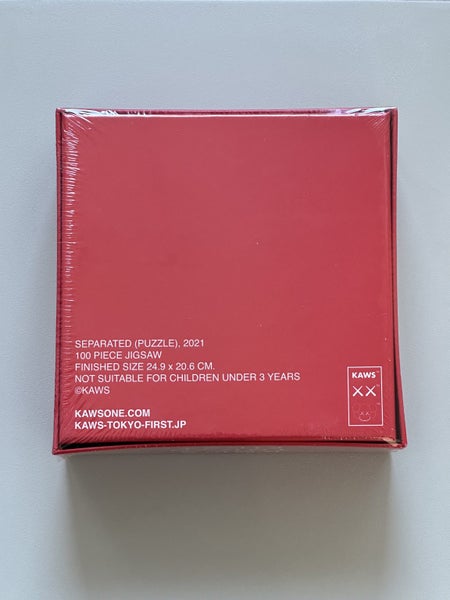 SEPARATED (PUZZLE), 2021
100 PIECE JIGSAW
FINISHED SIZE 24.9 x 20.6 CM.
NOT SUITABLE FOR CHILDREN UNDER 3 YEARS
©KAWS
KAWSONE.COM
KAWS-TOKYO-FIRST.JP
KAWS
XX